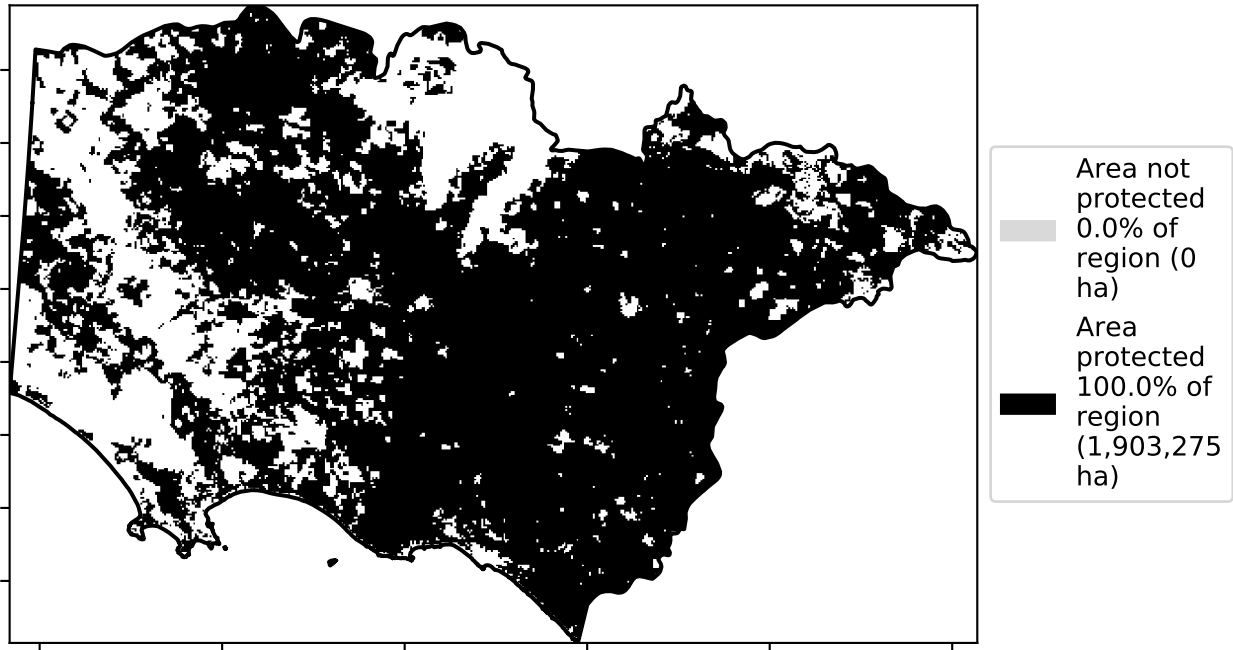 Area not
protected
0.0% of
region (0
ha)
Area
protected
100.0% of
region
(1,903,275
ha)